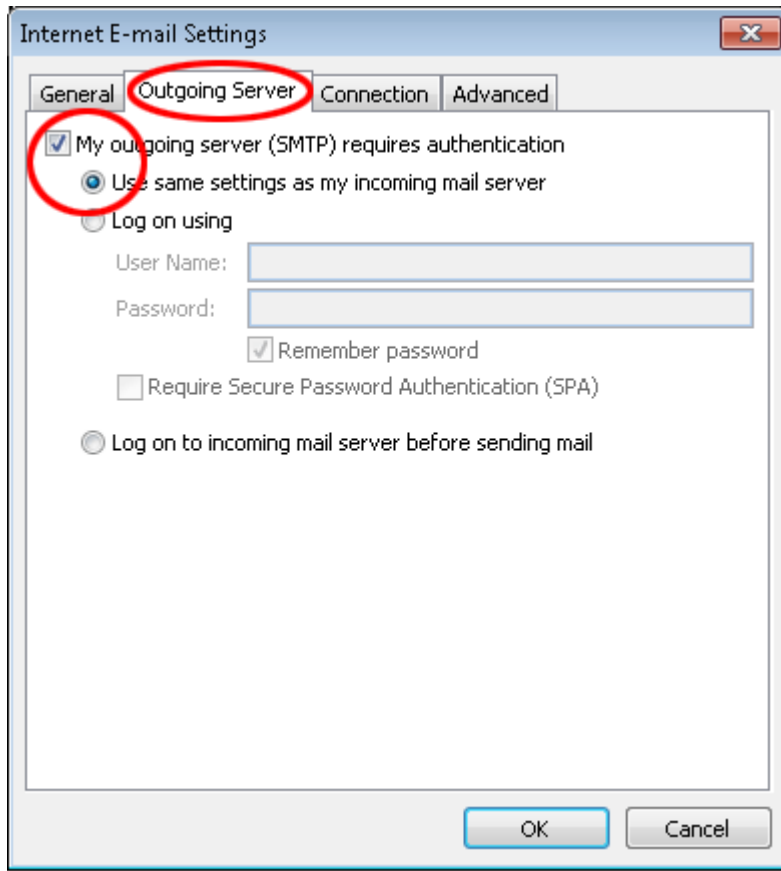 Internet E-mail Settings
General Outgoing Server Connection Advanced
My outgoing server (SMTP) requires authentication
Use same settings as my incoming mail server
Log on using
User Name:
Password:
Remember password
Require Secure Password Authentication (SPA)
Log on to incoming mail server before sending mail
OK Cancel